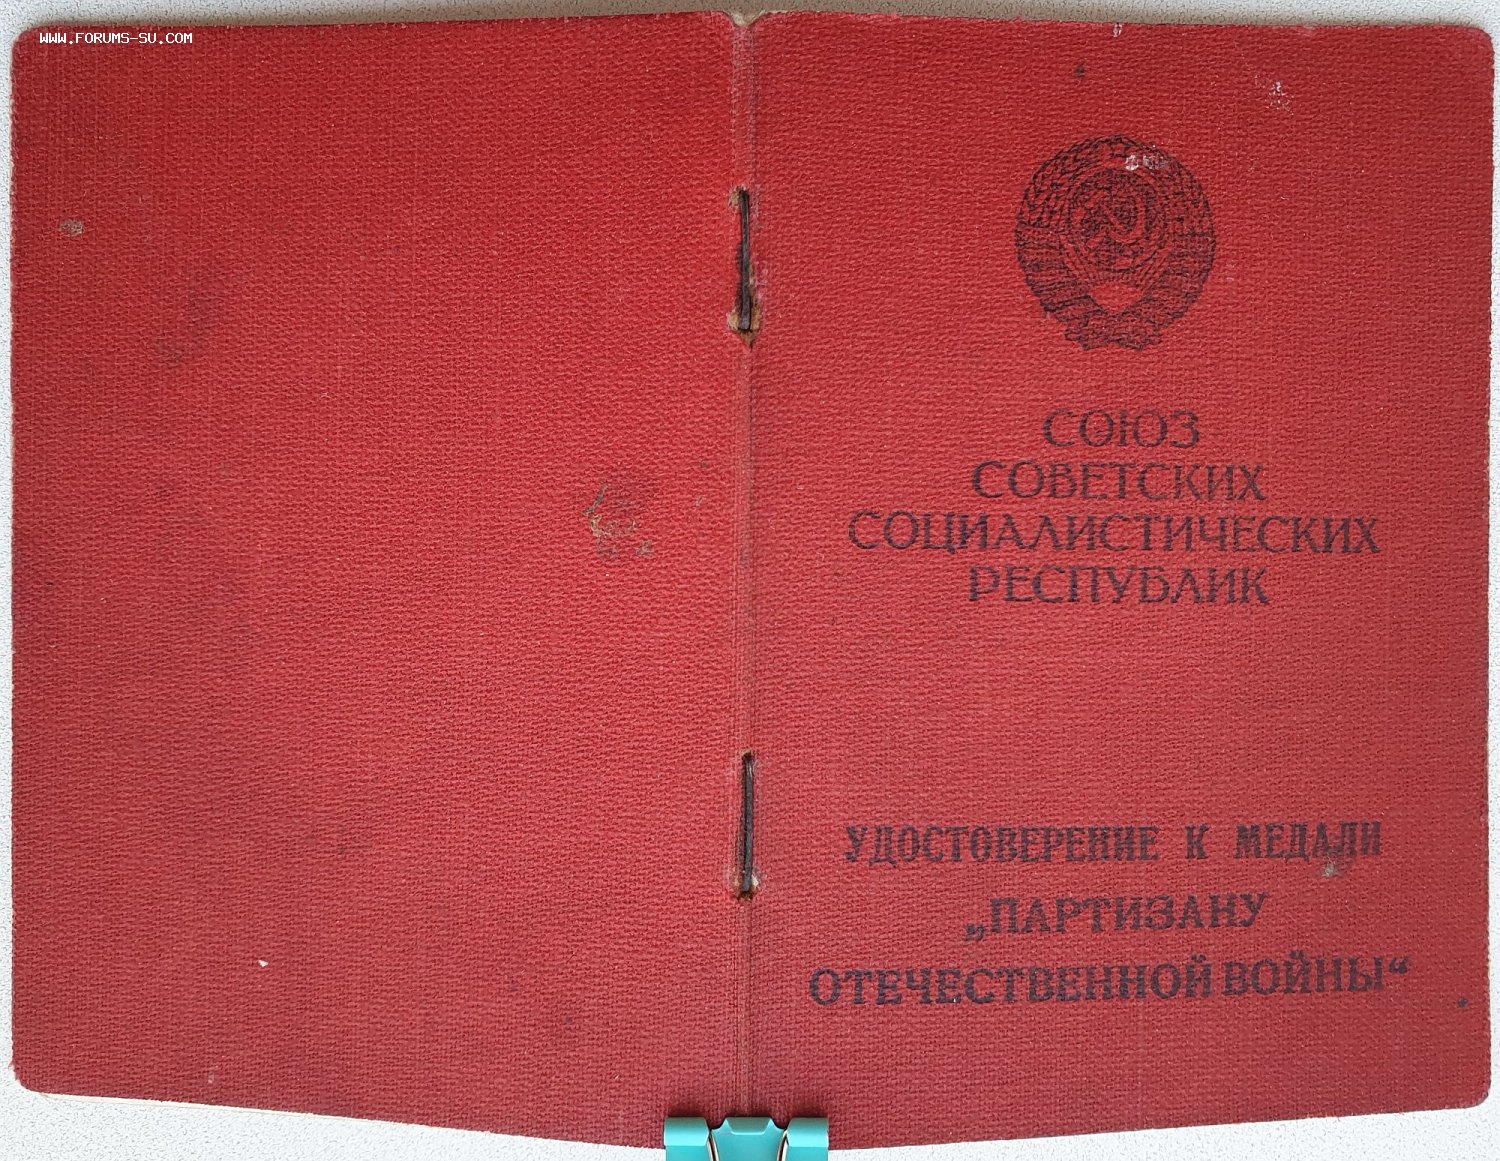 WWW.FORUMS-SU.COM
СОЮЗ
СОВЕТСКИХ
СОЦИАЛИСТИЧЕСКИХ
РЕСПУБЛИК
УДОСТОВЕРЕНИЕ К МЕДАЛИ
„ПАРТИЗАНУ
ОТЕЧЕСТВЕННОЙ ВОЙНЫ“